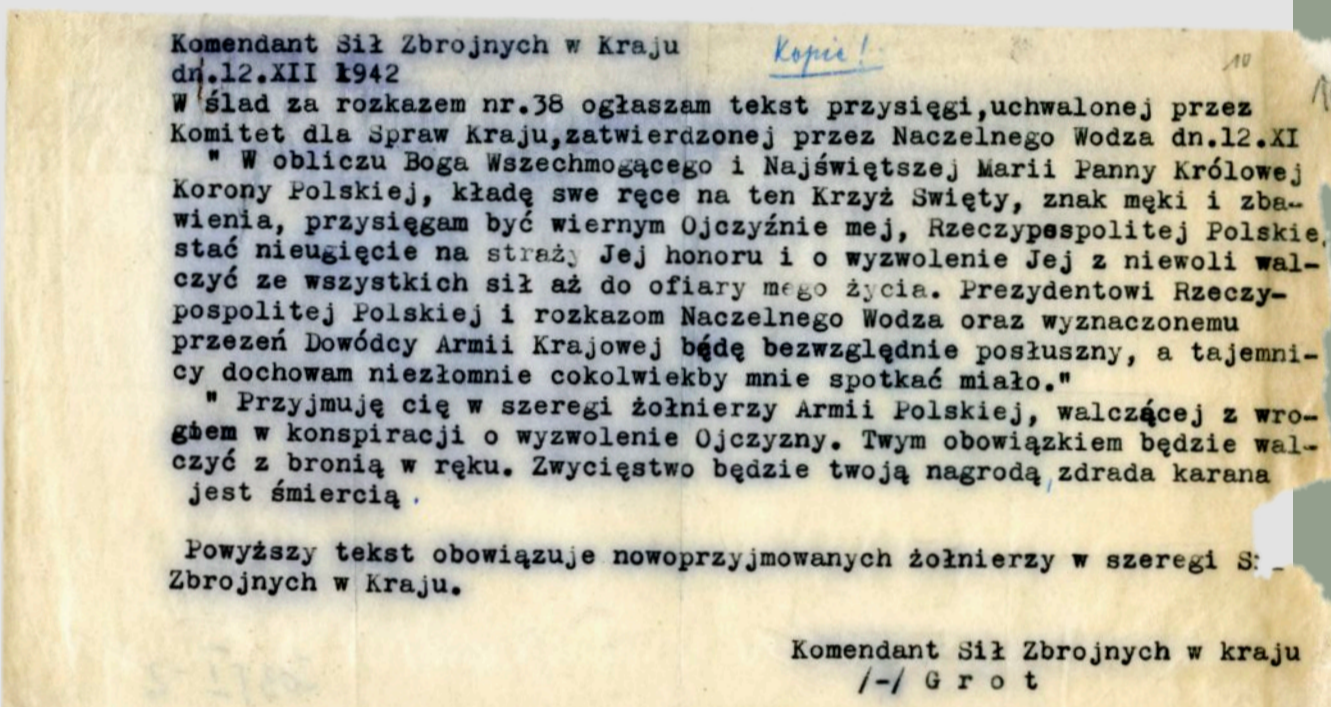 Komendant Sił Zbrojnych w Kraju
Kopie!
10
dn.12.XII 1942
W ślad za rozkazem nr.38 ogłaszam tekst przysięgi,uchwalonej przez
Komitet dla Spraw Kraju,zatwierdzonej przez Naczelnego Wodza dn.12.XI
" W obliczu Boga Wszechmogącego i Najświętszej Marii Panny Królowej
Korony Polskiej, kładę swe ręce na ten Krzyż Swięty, znak męki i zba-
wienia, przysięgam być wiernym Ojczyźnie mej, Rzeczypospolitej Polskie
stać nieugięcie na straży Jej honoru i o wyzwolenie Jej z niewoli wal-
czyć ze wszystkich sił aż do ofiary mego życia. Prezydentowi Rzeczy-
pospolitej Polskiej i rozkazom Naczelnego Wodza oraz wyznaczonemu
przezeń Dowódcy Armii Krajowej będę bezwzględnie posłuszny, a tajemni-
cy dochowam niezłomnie cokolwiekby mnie spotkać miało."
" Przyjmuję cię w szeregi żołnierzy Armii Polskiej, walczącej z wro-
giem w konspiracji o wyzwolenie Ojczyzny. Twym obowiązkiem będzie wal-
czyć z bronią w ręku. Zwycięstwo będzie twoją nagrodą,zdrada karana
jest śmiercią.
Powyższy tekst obowiązuje nowoprzyjmowanych żołnierzy w szeregi
Zbrojnych w Kraju.
Komendant Sił Zbrojnych w kraju
/-/ G r o t